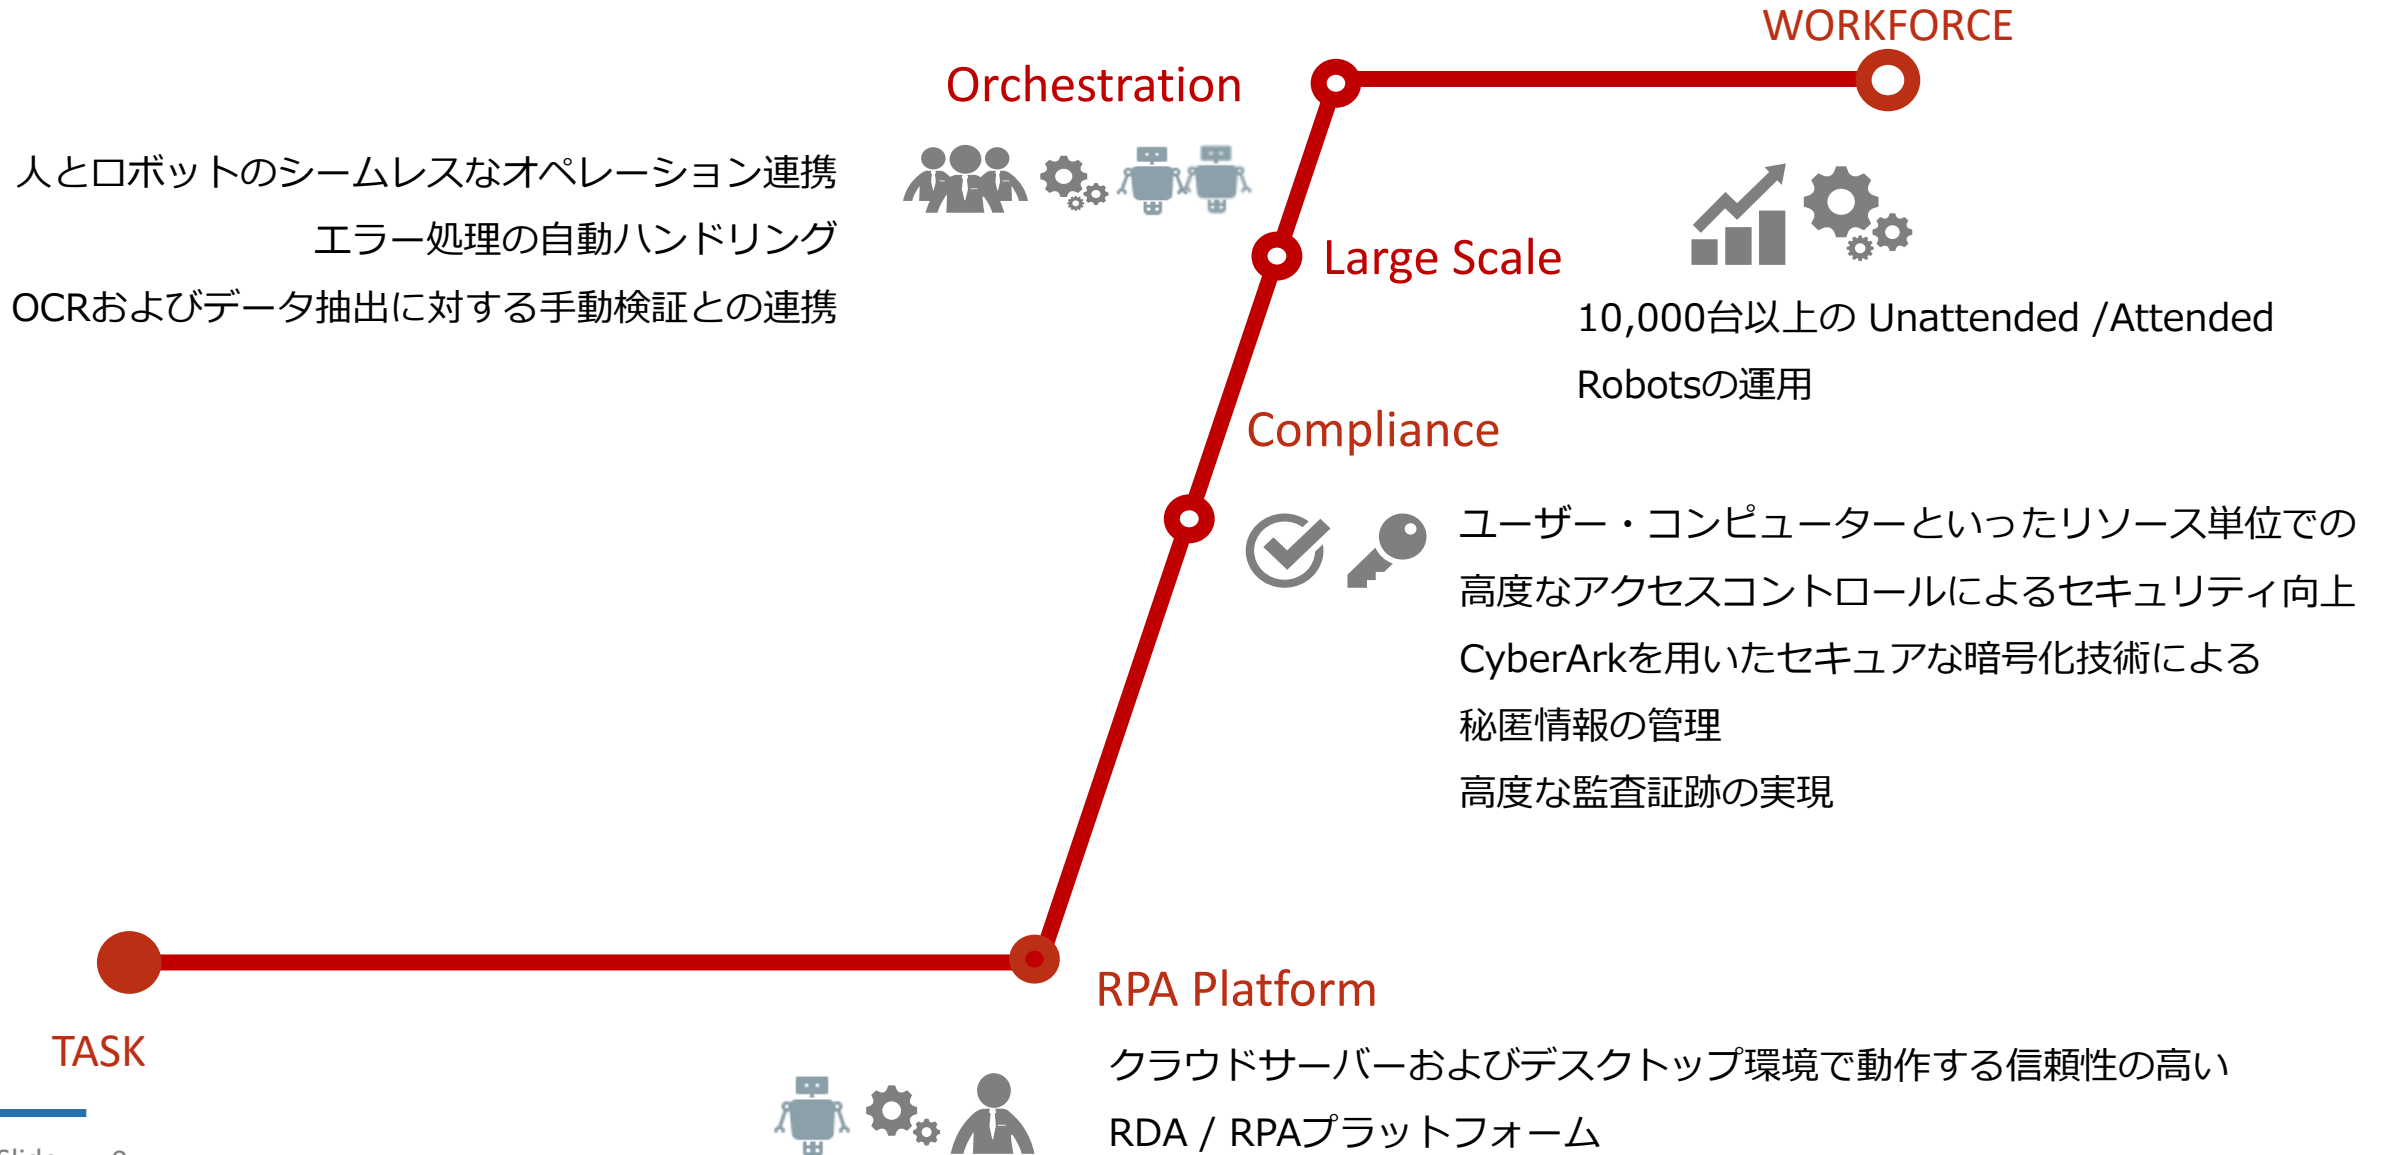 WORKFORCE
Orchestration
人とロボットのシームレスなオペレーション連携
エラー処理の自動ハンドリング
OCRおよびデータ抽出に対する手動検証との連携
Large Scale
10,000台以上の Unattended /Attended
Robotsの運用
Compliance
ユーザー・コンピューターといったリソース単位での
高度なアクセスコントロールによるセキュリティ向上
CyberArkを用いたセキュアな暗号化技術による
秘匿情報の管理
高度な監査証跡の実現
RPA Platform
TASK
クラウドサーバーおよびデスクトップ環境で動作する信頼性の高い
RDA / RPAプラットフォーム